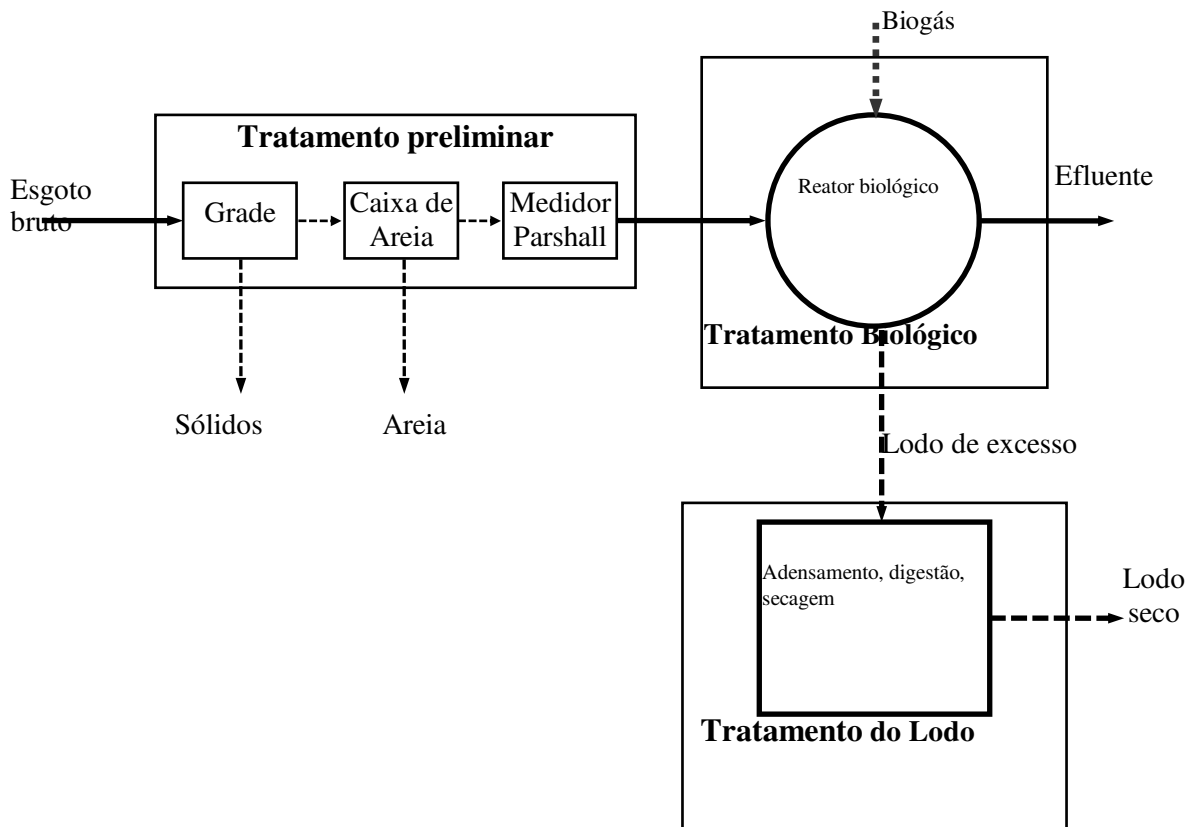 Biogás
Tratamento preliminar
Esgoto
bruto
Grade
Caixa de
Areia
Medidor
Parshall
Reator biológico
Efluente
Tratamento Biológico
Sólidos
Areia
Lodo de excesso
Adensamento, digestão,
secagem
Lodo
seco
Tratamento do Lodo